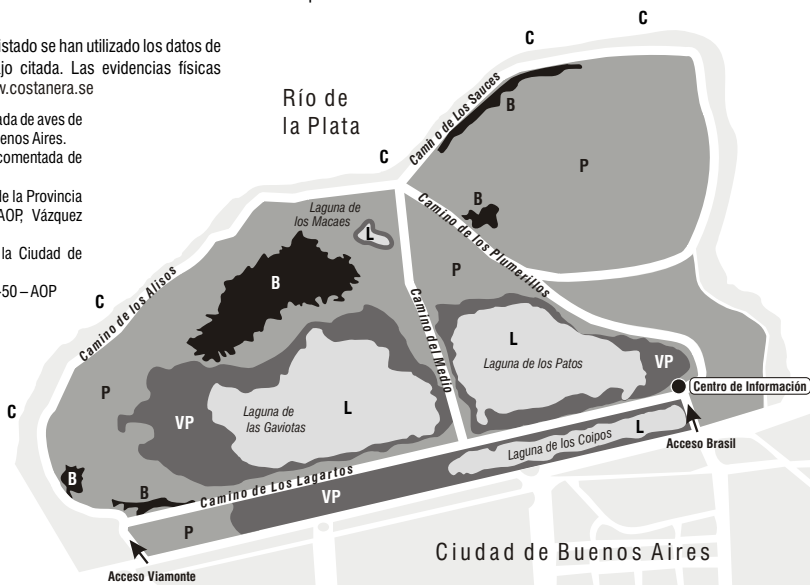 istado se han utilizado los datos de
jo citada. Las evidencias físicas
w.costanera.se
ada de aves de
enos Aires.
comentada de
de la Provincia
AOP, Vázquez
la Ciudad de
-50 – AOP
Río de
la Plata
C
C
C
C
C
Camino de Los Sauces
B
P
B
Camino de los Plumerillos
P
Laguna de
los Macaes
L
B
Camino de los Alisos
Camino del Medio
L
Laguna de los Patos
VP
Centro de Información
P
VP
Laguna de
las Gaviotas
L
Laguna de los Coipos
L
Acceso Brasil
B
B
Camino de Los Lagartos
VP
P
Acceso Viamonte
Ciudad de Buenos Aires